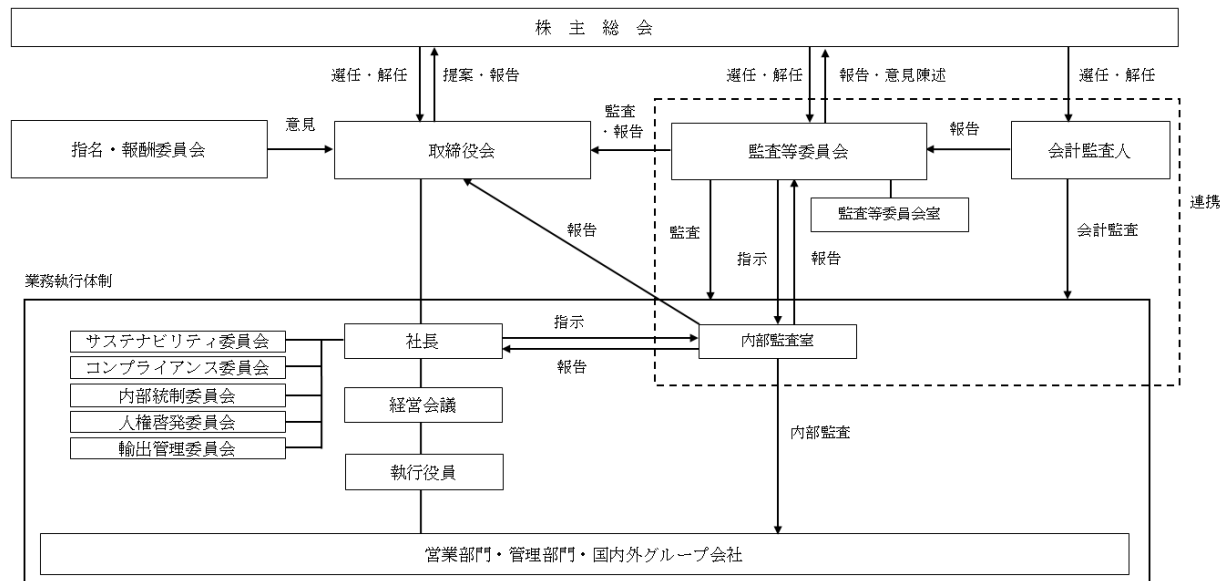 株主総会
選任・解任
提案・報告
選任・解任
報告・意見陳述
選任・解任
指名・報酬委員会
意見
取締役会
監査
・報告
監査等委員会
報告
会計監査人
連携
監査等委員会室
報告
監査
指示
報告
会計監査
業務執行体制
サステナビリティ委員会
コンプライアンス委員会
内部統制委員会
人権啓発委員会
輸出管理委員会
社長
指示
報告
内部監査室
経営会議
内部監査
執行役員
営業部門・管理部門・国内外グループ会社